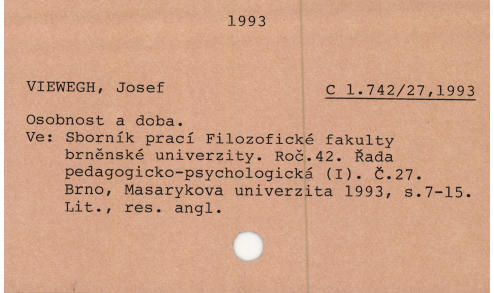 1993
VIEWEGH, Josef C 1.742/27,1993
Osobnost a doba.
Ve: Sborník prací Filozofické fakulty
brněnské univerzity. Roč.42. Řada
pedagogicko-psychologická (I). Č.27.
Brno, Masarykova univerzita 1993, s.7-15.
Lit., res. angl.